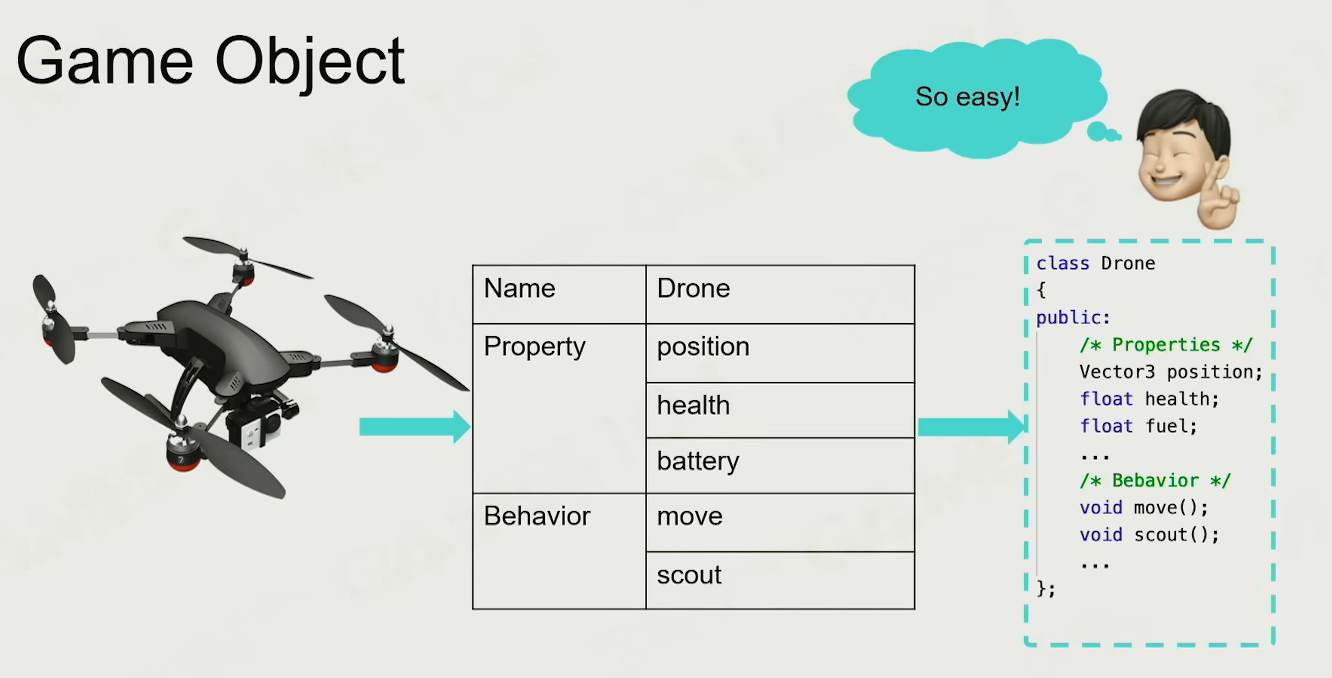 Game Object
So easy!
Name Drone
Property position
health
battery
Behavior move
scout
class Drone
{
public:
/* Properties */
Vector3 position;
float health;
float fuel;
...
/* Bebavior */
void move();
void scout();
...
};